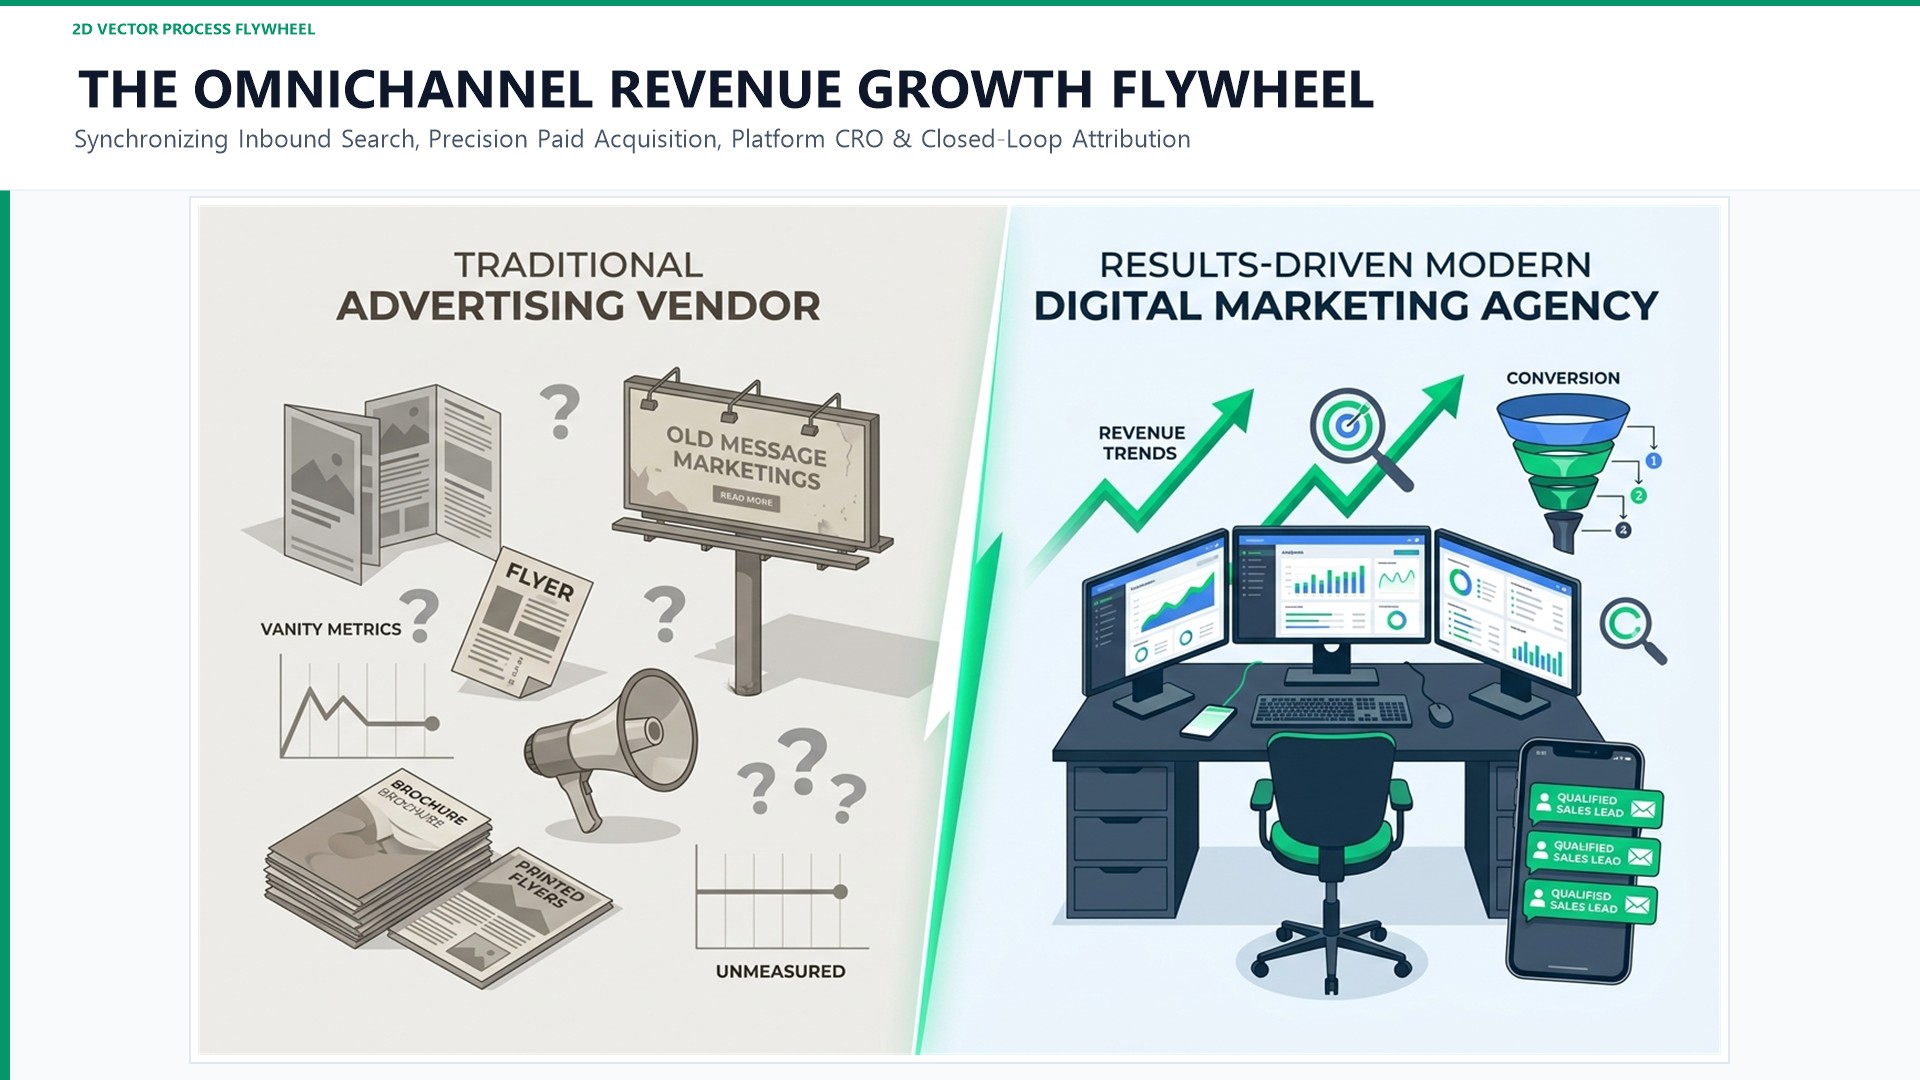 2D VECTOR PROCESS FLYWHEEL
THE OMNICHANNEL REVENUE GROWTH FLYWHEEL
Synchronizing Inbound Search, Precision Paid Acquisition, Platform CRO & Closed-Loop Attribution
TRADITIONAL
ADVERTISING VENDOR
?
OLD MESSAGE
MARKETINGS
READ MORE
FLYER
?
?
VANITY METRICS
???
BROCHURE
BROCHURE
PRINTED
FLYERS
UNMEASURED
RESULTS-DRIVEN MODERN
DIGITAL MARKETING AGENCY
REVENUE
TRENDS
CONVERSION
1
2
QUALIFIED
SALES LEAD
QUALIFIED
SALES LEAO
QUALIFISD
SALES LEAD